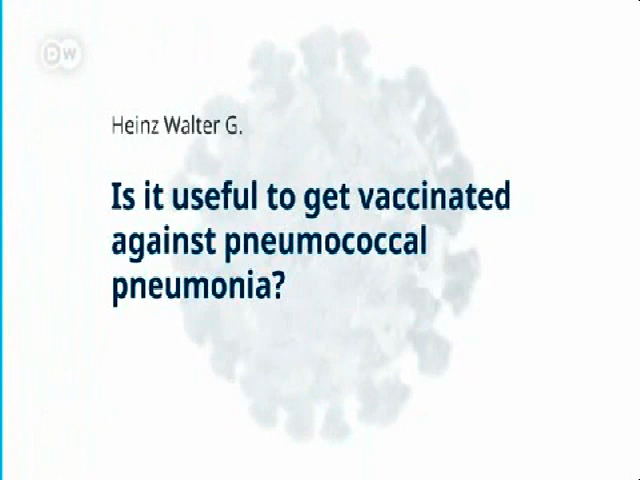 DW
Heinz Walter G.
Is it useful to get vaccinated
against pneumococcal
pneumonia?